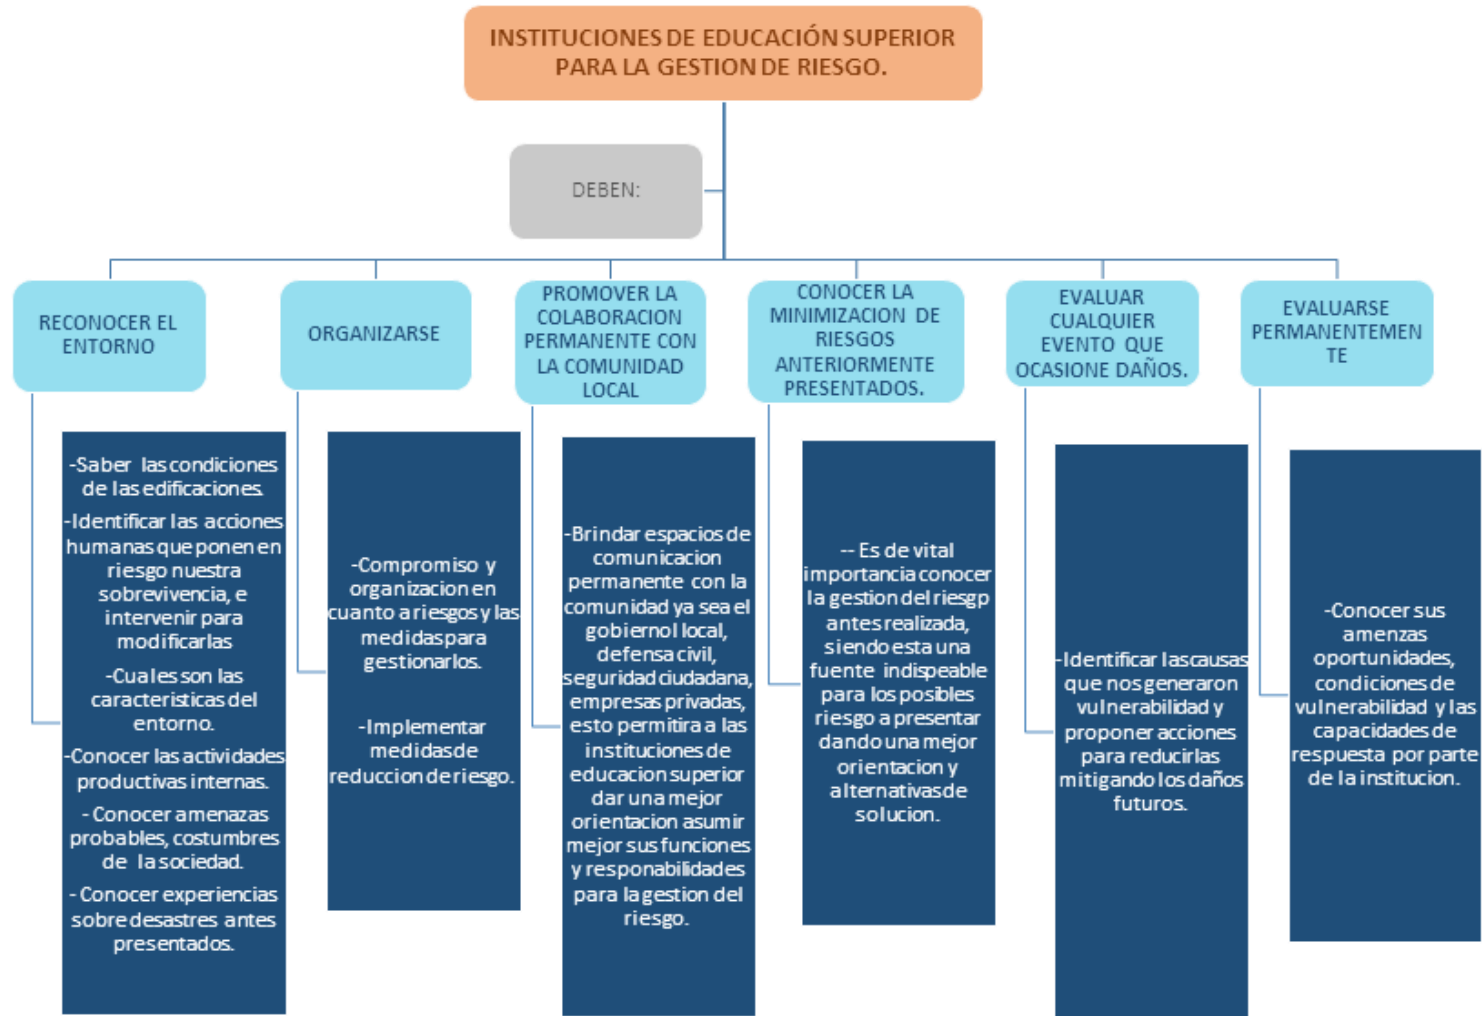 INSTITUCIONES DE EDUCACIÓN SUPERIOR
PARA LA GESTION DE RIESGO.
DEBEN:
RECONOCER EL
ENTORNO
-Saber las condiciones
de las edificaciones.
-Identificar las acciones
humanas que ponen en
riesgo nuestra
sobrevivencia, e
intervenir para
modificarlas
-Cuales son las
caracteristicas del
entorno.
-Conocer las actividades
productivas internas.
- Conocer amenazas
probables, costumbres
de la sociedad.
- Conocer experiencias
sobre desastres antes
presentados.
ORGANIZARSE
-Compromiso y
organizacion en
cuanto a riesgos y las
medidas para
gestionarlos.
-Implementar
medidas de
reduccion de riesgo.
PROMOVER LA
COLABORACION
PERMANENTE CON
LA COMUNIDAD
LOCAL
-Brindar espacios de
comunicacion
permanente con la
comunidad ya sea el
gobiernol local,
defensa civil,
seguridad ciudadana,
empresas privadas,
esto permitira a las
instituciones de
educacion superior
dar una mejor
orientacion asumir
mejor sus funciones
y responabilidades
para la gestion del
riesgo.
CONOCER LA
MINIMIZACION DE
RIESGOS
ANTERIORMENTE
PRESENTADOS.
-- Es de vital
importancia conocer
la gestion del riesgp
antes realizada,
siendo esta una
fuente indispeable
para los posibles
riesgo a presentar
dando una mejor
orientacion y
alternativas de
solucion.
EVALUAR
CUALQUIER
EVENTO QUE
OCASIONE DAÑOS.
-Identificar las causas
que nos generaron
vulnerabilidad y
proponer acciones
para reducirlas
mitigando los daños
futuros.
EVALUARSE
PERMANENTEMEN
TE
-Conocer sus
amenzas
oportunidades,
condiciones de
vulnerabilidad y las
capacidades de
respuesta por parte
de la institucion.